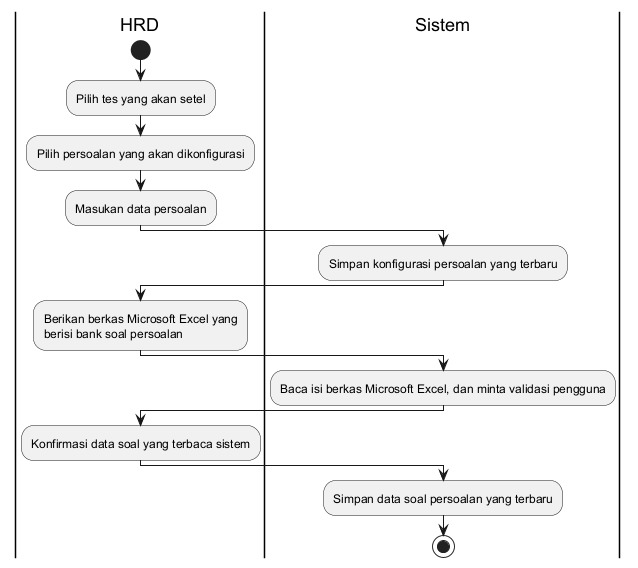 HRD
Sistem
Pilih tes yang akan setel
Pilih persoalan yang akan dikonfigurasi
Masukan data persoalan
Simpan konfigurasi persoalan yang terbaru
Berikan berkas Microsoft Excel yang
berisi bank soal persoalan
Baca isi berkas Microsoft Excel, dan minta validasi pengguna
Konfirmasi data soal yang terbaca sistem
Simpan data soal persoalan yang terbaru